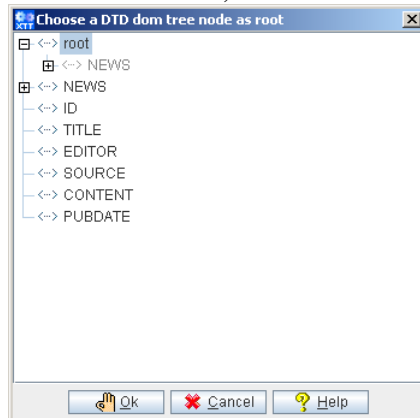 XTT Choose a DTD dom tree node as root
<··> root
<··> NEWS
<··> NEWS
<··> ID
<··> TITLE
<··> EDITOR
<··> SOURCE
<··> CONTENT
<··> PUBDATE
Ok Cancel Help